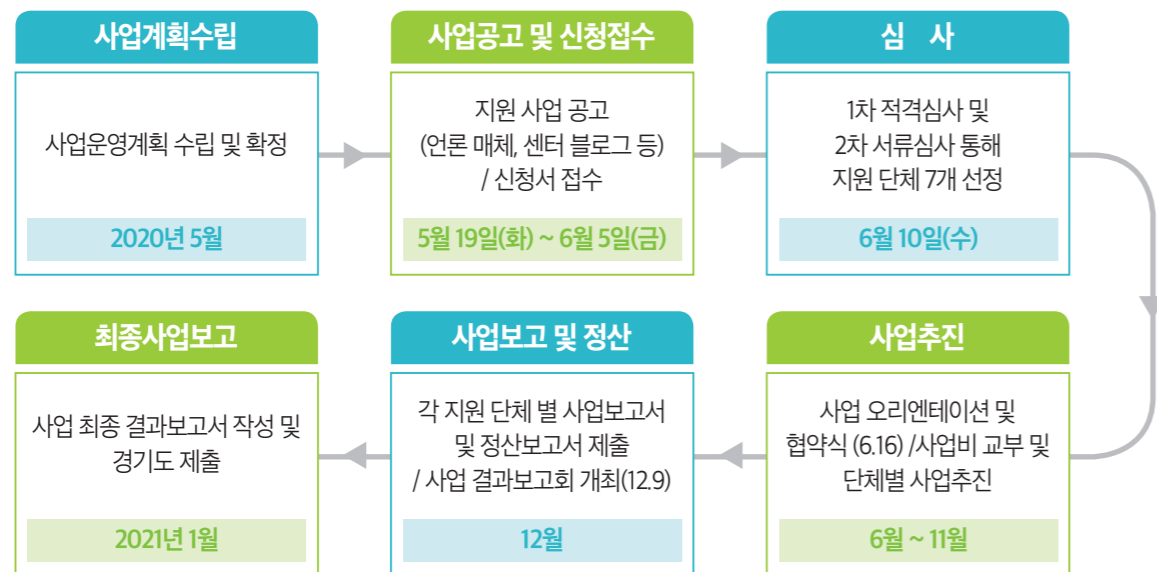 사업계획수립
사업운영계획 수립 및 확정
2020년 5월
사업공고 및 신청접수
지원 사업 공고
(언론 매체, 센터 블로그 등)
/ 신청서 접수
5월 19일(화) ~ 6월 5일(금)
심 사
1차 적격심사 및
2차 서류심사 통해
지원 단체 7개 선정
6월 10일(수)
사업추진
사업 오리엔테이션 및
협약식 (6.16) /사업비 교부 및
단체별 사업추진
6월 ~ 11월
사업보고 및 정산
각 지원 단체 별 사업보고서
및 정산보고서 제출
/ 사업 결과보고회 개최(12.9)
12월
최종사업보고
사업 최종 결과보고서 작성 및
경기도 제출
2021년 1월